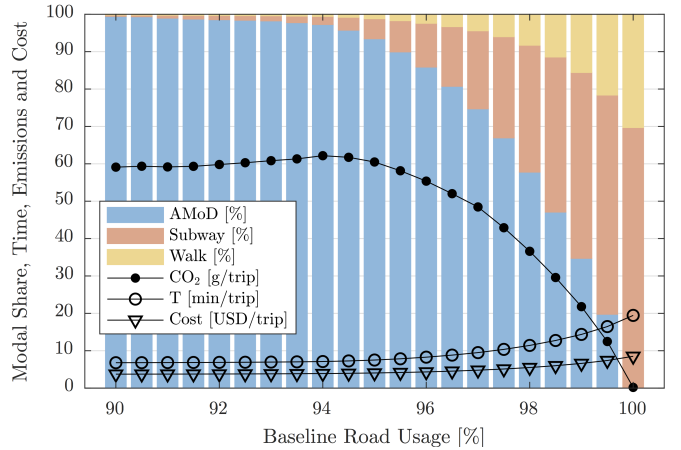 Modal Share, Time, Emissions and Cost
100
90
80
70
60
50
40
30
20
10
0
AMoD [%]
Subway [%]
Walk [%]
CO₂ [g/trip]
T [min/trip]
Cost [USD/trip]
90 92 94 96 98 100
Baseline Road Usage [%]